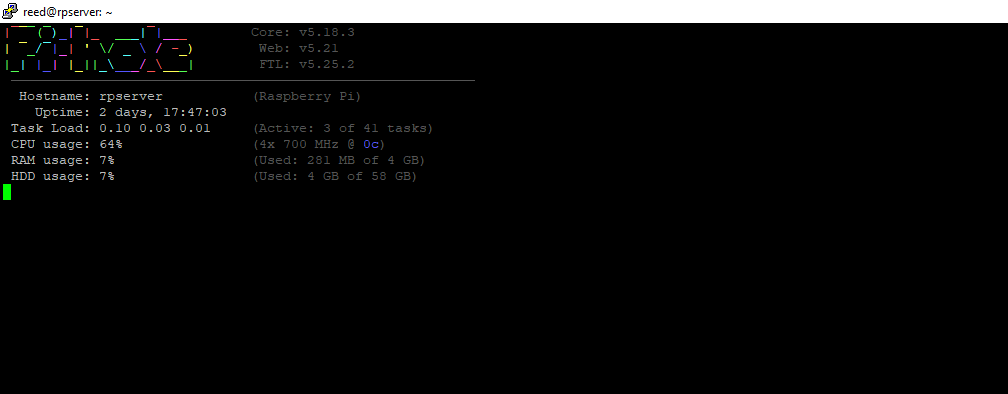 reed@rpserver: ~
Core: v5.18.3
Web: v5.21
FTL: v5.25.2
Hostname: rpserver (Raspberry Pi)
Uptime: 2 days, 17:47:03
Task Load: 0.10 0.03 0.01 (Active: 3 of 41 tasks)
CPU usage: 64% (4x 700 MHz @ 0c)
RAM usage: 7% (Used: 281 MB of 4 GB)
HDD usage: 7% (Used: 4 GB of 58 GB)